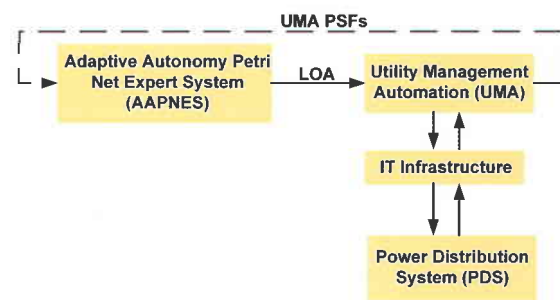 UMA PSFs
Adaptive Autonomy Petri
Net Expert System
(AAPNES)
LOA
Utility Management
Automation (UMA)
IT Infrastructure
Power Distribution
System (PDS)